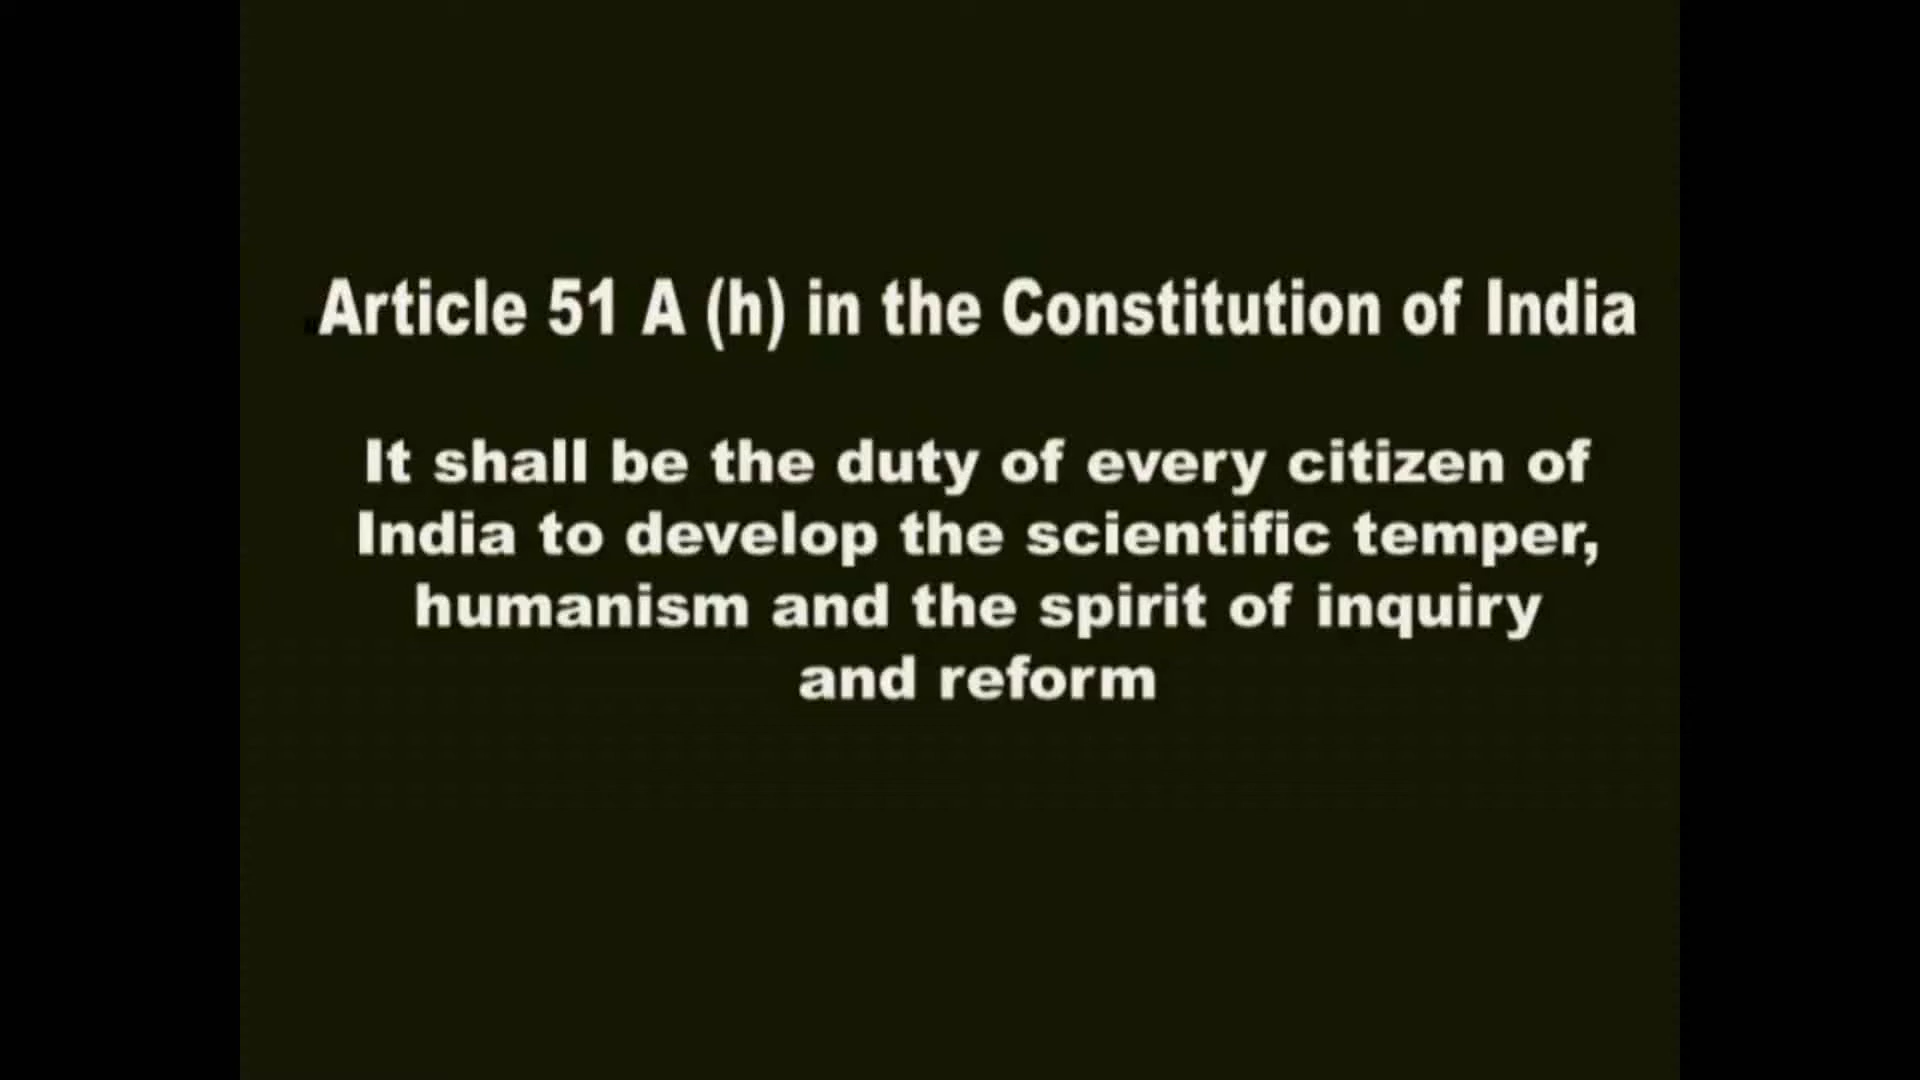 Article 51 A (h) in the Constitution of India
It shall be the duty of every citizen of
India to develop the scientific temper,
humanism and the spirit of inquiry
and reform